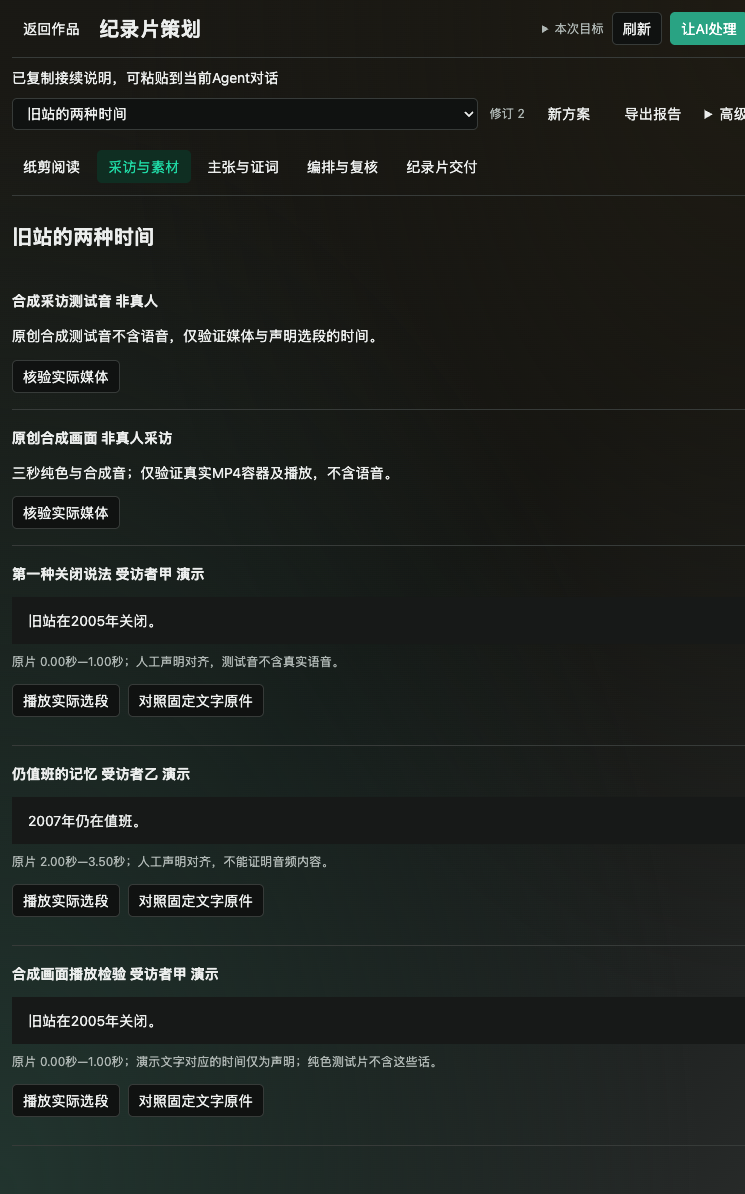 返回作品 纪录片策划 ▶ 本次目标 刷新 让AI处理
已复制接续说明，可粘贴到当前Agent对话
旧站的两种时间 修订 2 新方案 导出报告 ▶ 高级
纸剪阅读 采访与素材 主张与证词 编排与复核 纪录片交付
旧站的两种时间
合成采访测试音 非真人
原创合成测试音不含语音，仅验证媒体与声明选段的时间。
核验实际媒体
原创合成画面 非真人采访
三秒纯色与合成音；仅验证真实MP4容器及播放，不含语音。
核验实际媒体
第一种关闭说法 受访者甲 演示
旧站在2005年关闭。
原片 0.00秒—1.00秒；人工声明对齐，测试音不含真实语音。
播放实际选段 对照固定文字原件
仍值班的记忆 受访者乙 演示
2007年仍在值班。
原片 2.00秒—3.50秒；人工声明对齐，不能证明音频内容。
播放实际选段 对照固定文字原件
合成画面播放检验 受访者甲 演示
旧站在2005年关闭。
原片 0.00秒—1.00秒；演示文字对应的时间仅为声明；纯色测试片不含这些话。
播放实际选段 对照固定文字原件